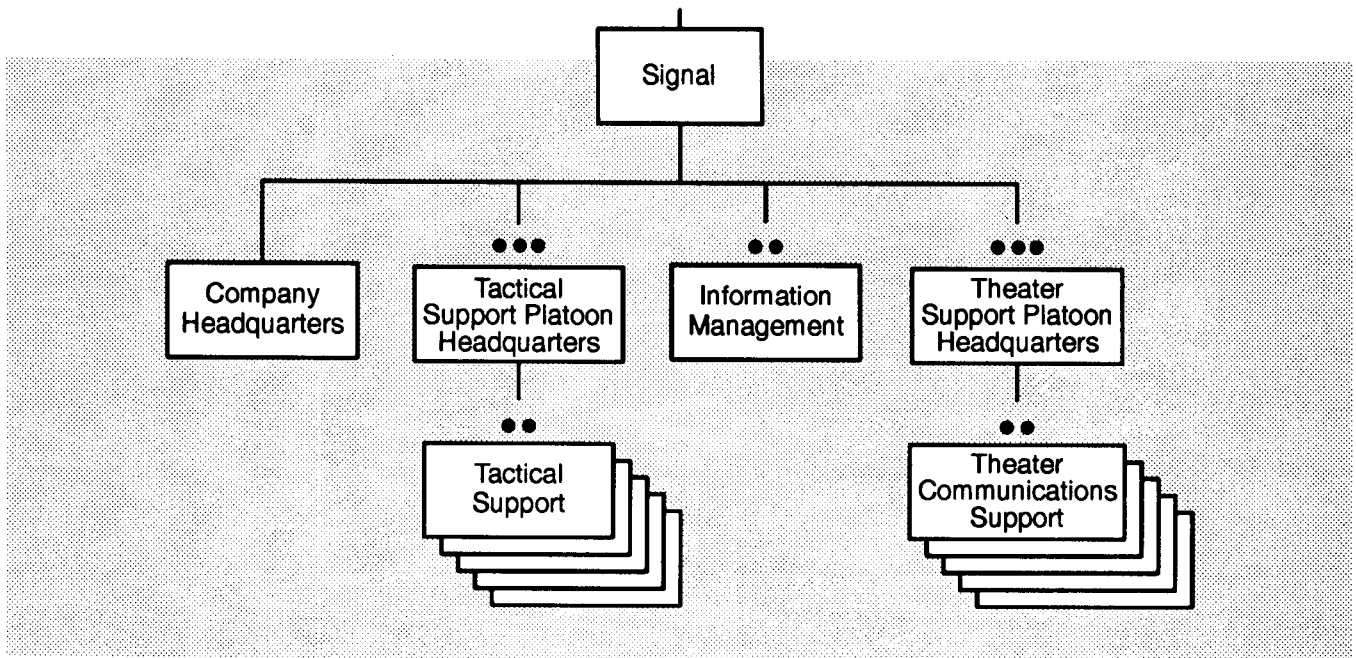 Signal
Company
Headquarters
Tactical
Support Platoon
Headquarters
Information
Management
Theater
Support Platoon
Headquarters
Tactical
Support
Theater
Communications
Support